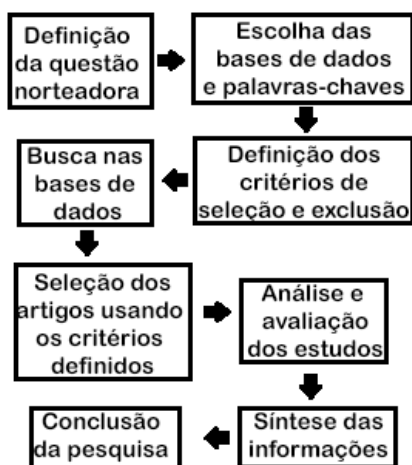 Definição
da questão
norteadora
Escolha das
bases de dados
e palavras-chaves
Definição dos
critérios de
seleção e exclusão
Busca nas
bases de
dados
Seleção dos
artigos usando
os critérios
definidos
Análise e
avaliação
dos estudos
Síntese das
informações
Conclusão
da pesquisa